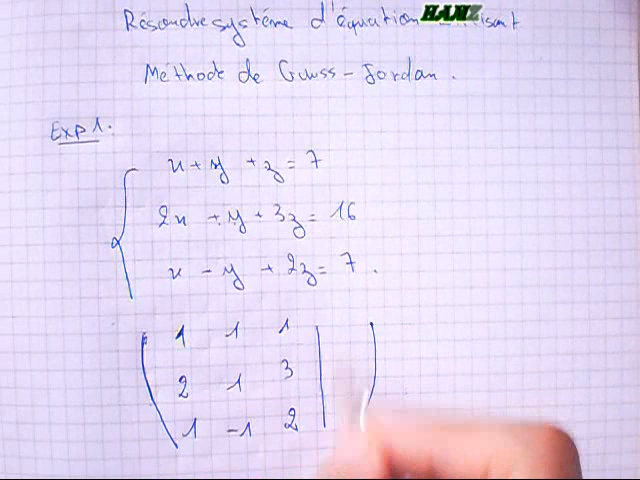 Résoudre système d'équation HAMZ
Méthode de Gauss-Jordan.
Exp 1.
x + y + z = 7
2x + y + 3z = 16
x - y + 2z = 7.
1 1 1
2 1 3
1 -1 2